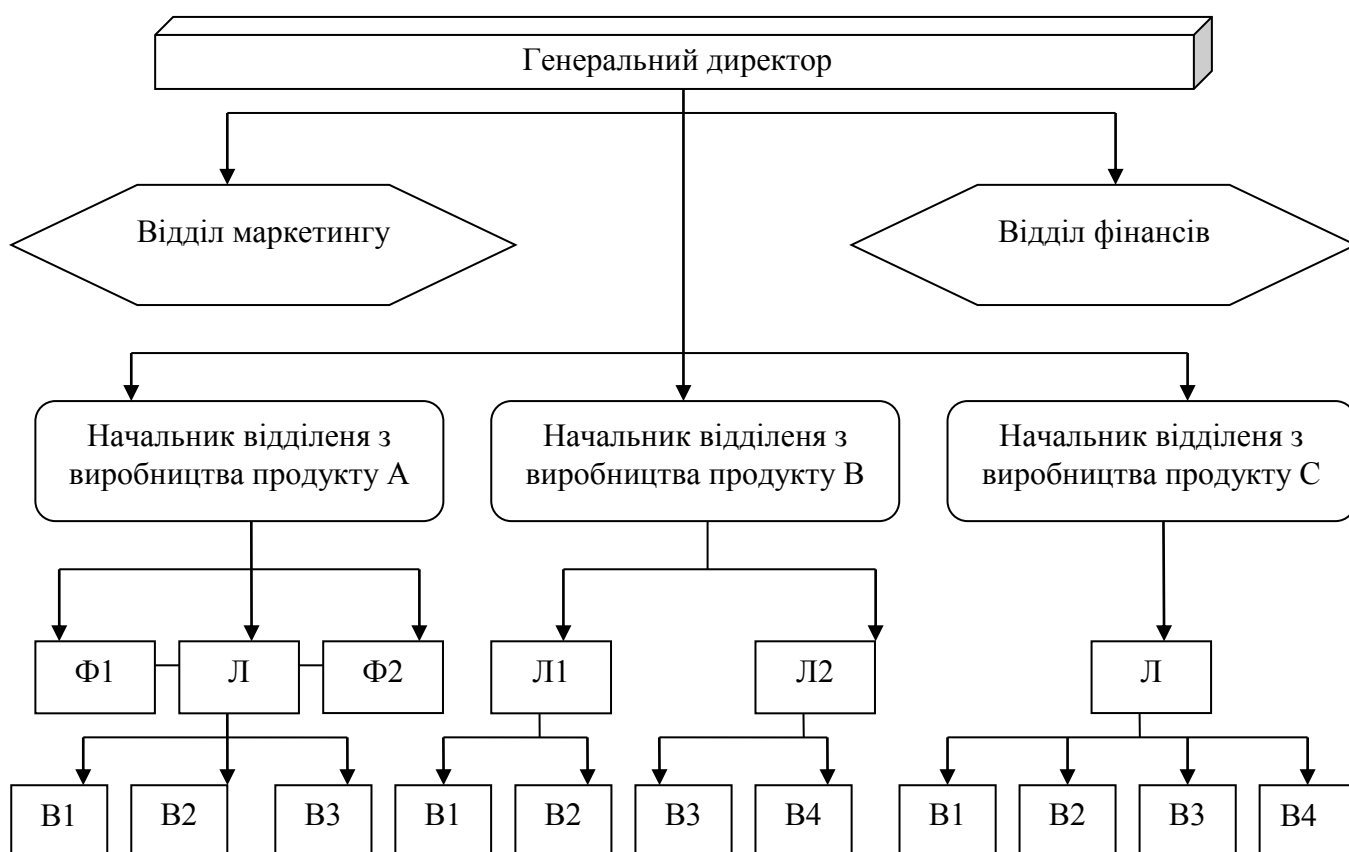 Генеральний директор
Відділ маркетингу
Відділ фінансів
Начальник відділеня з
виробництва продукту А
Начальник відділеня з
виробництва продукту В
Начальник відділеня з
виробництва продукту С
Ф1
Л
Ф2
Л1
Л2
Л
В1
В2
В3
В1
В2
В3
В4
В1
В2
В3
В4